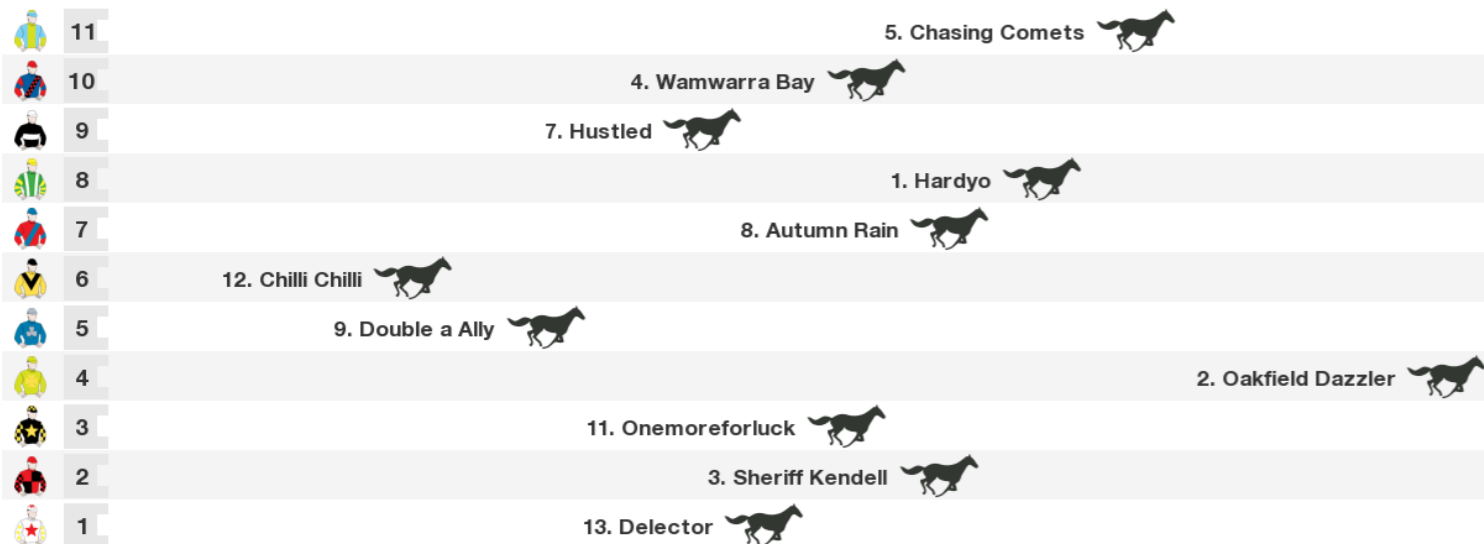 11 5. Chasing Comets
10 4. Wamwarra Bay
9 7. Hustled
8 1. Hardyo
7 8. Autumn Rain
6 12. Chilli Chilli
5 9. Double a Ally
4 2. Oakfield Dazzler
3 11. Onemoreforluck
2 3. Sheriff Kendell
1 13. Delector